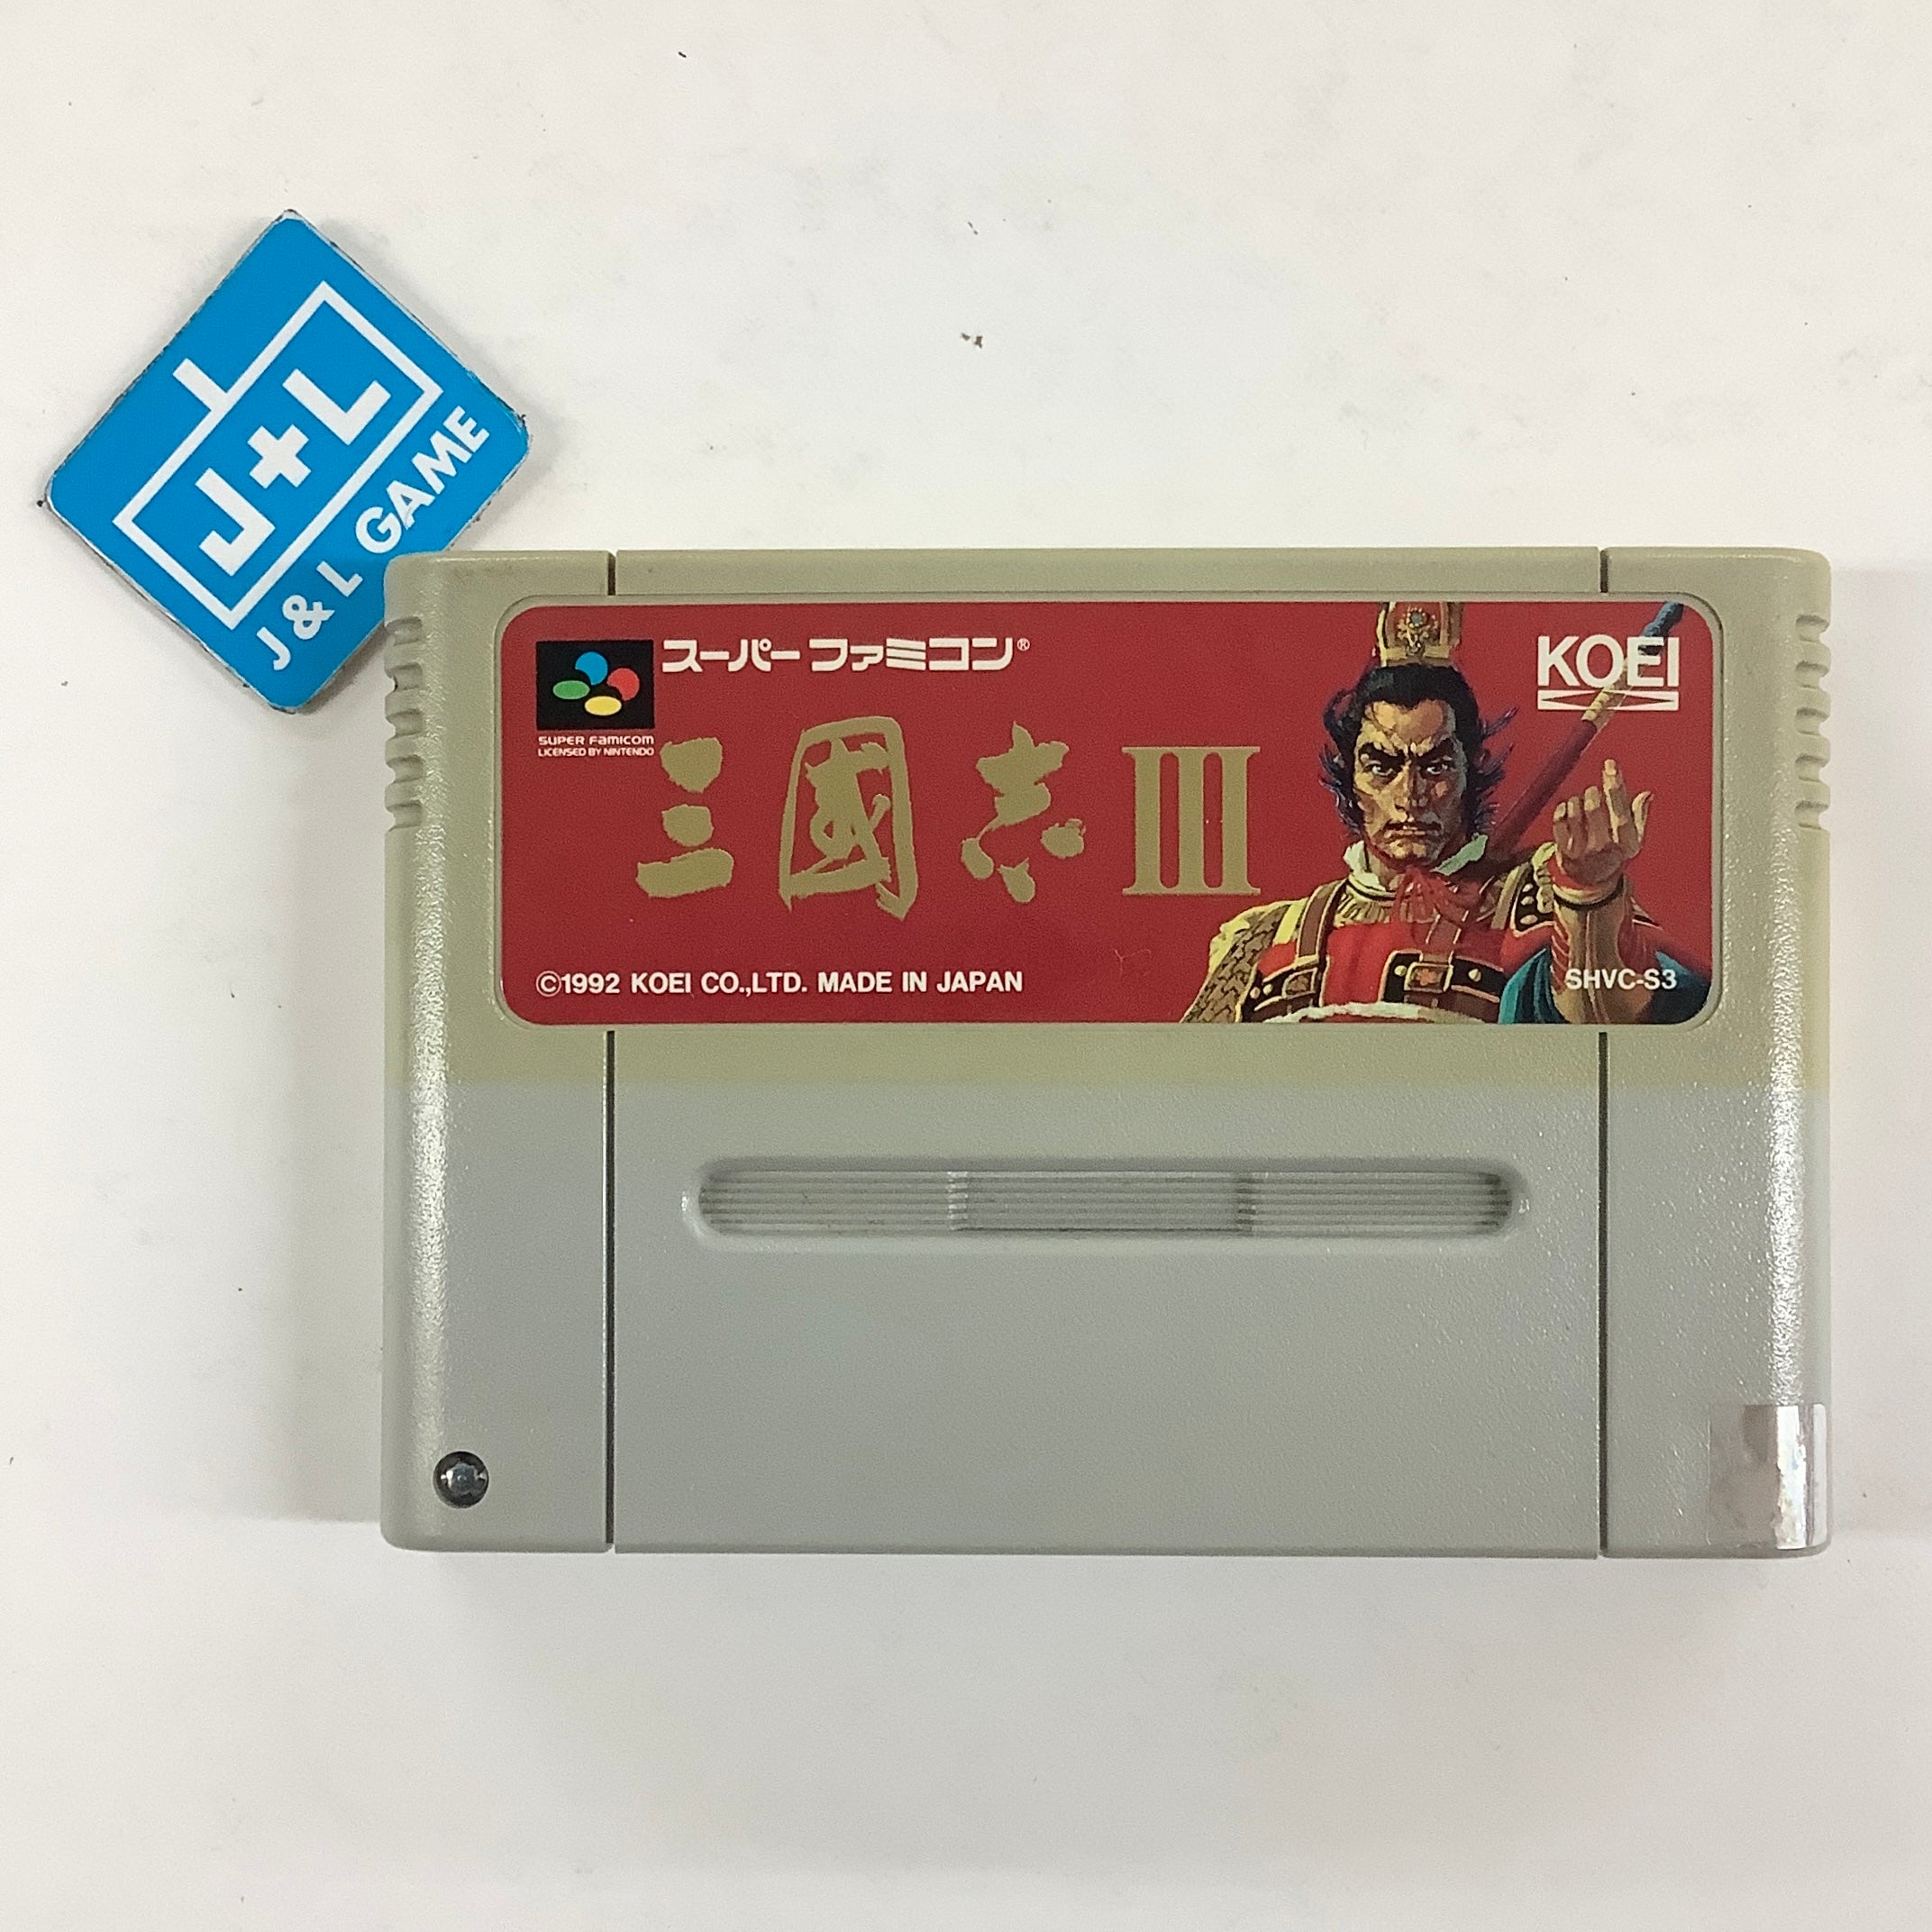 J+L
J & L GAME
スーパーファミコン®
KOEI
SUPER FAMICOM
LICENSED BY NINTENDO
三國志III
©1992 KOEI CO.,LTD. MADE IN JAPAN
SHVC-S3